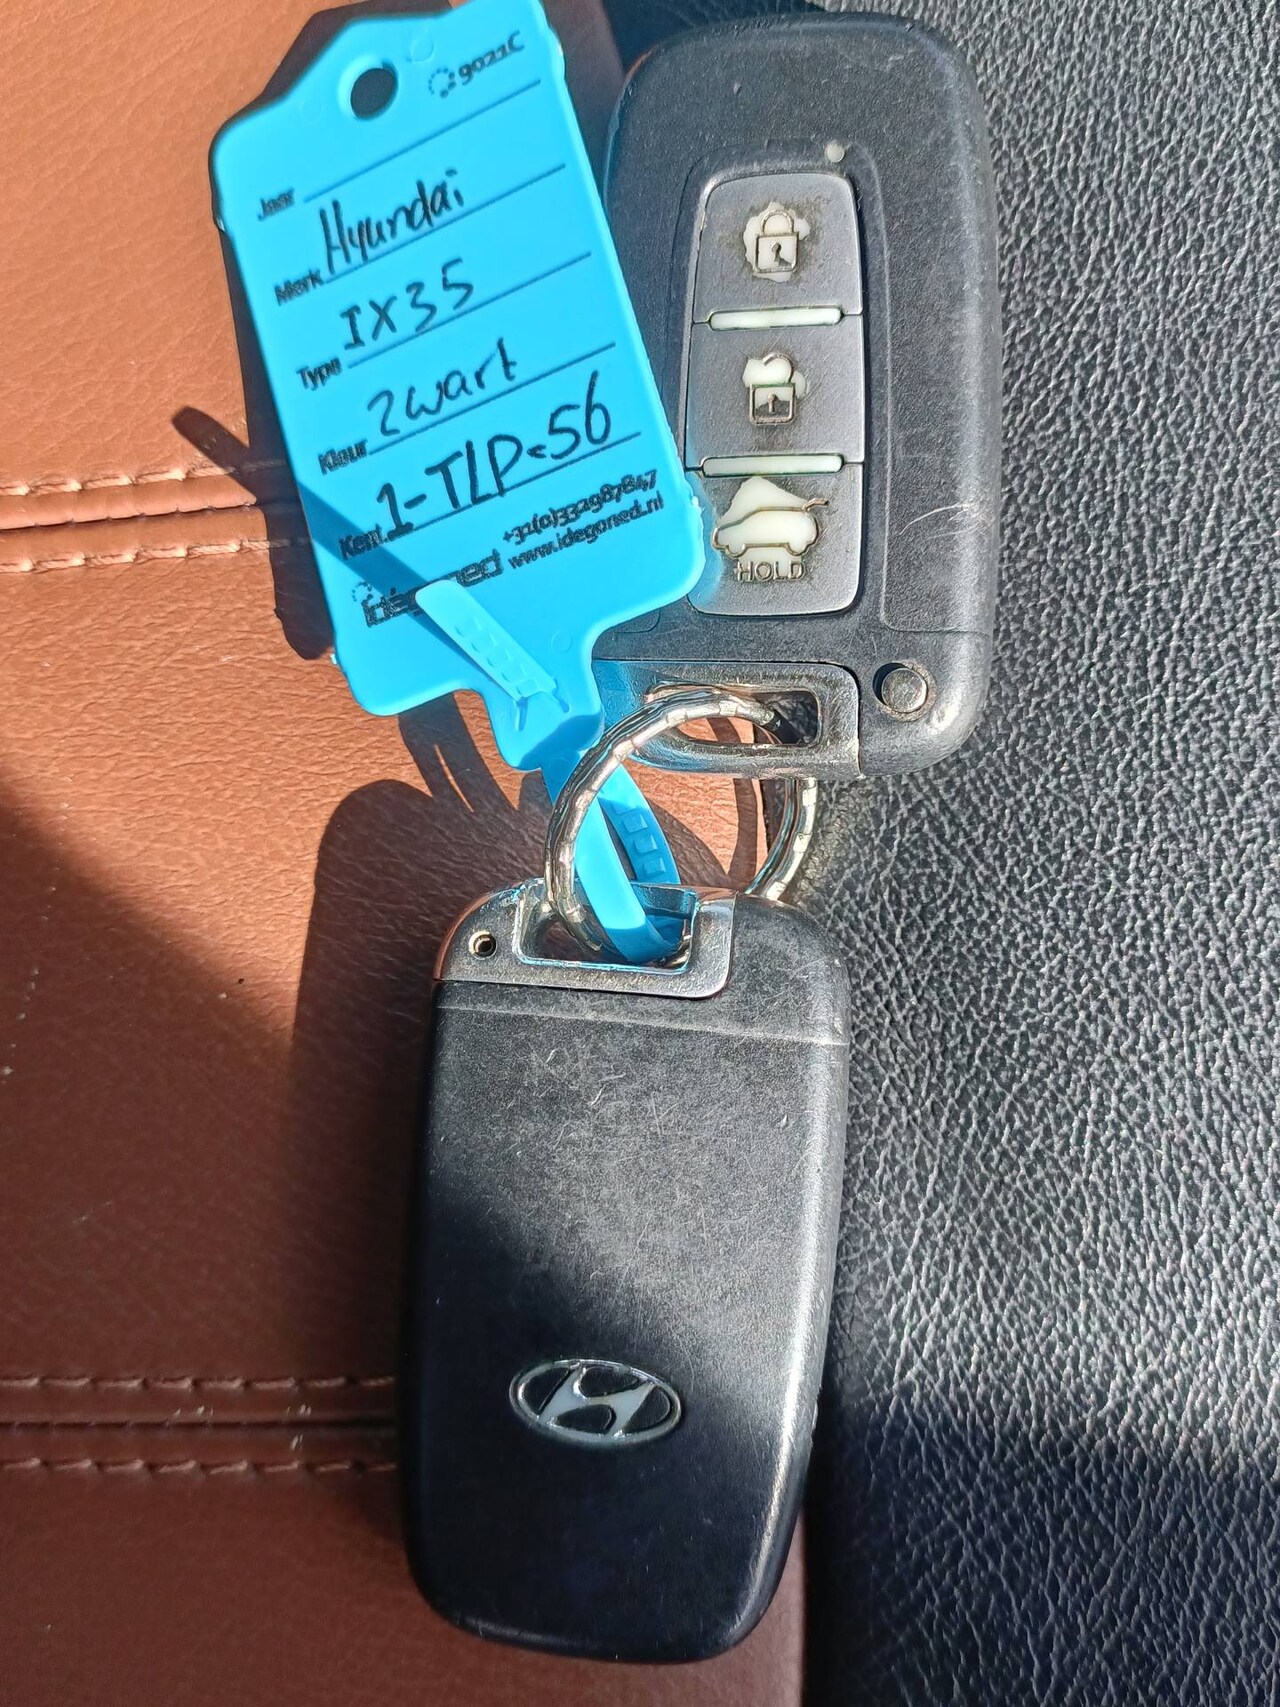 9021C
Jaar
Merk Hyundai
Type IX35
Kleur zwart
Kent. 1-TLP-56
+31(0)332987847
www.idegoned.nl
HOLD